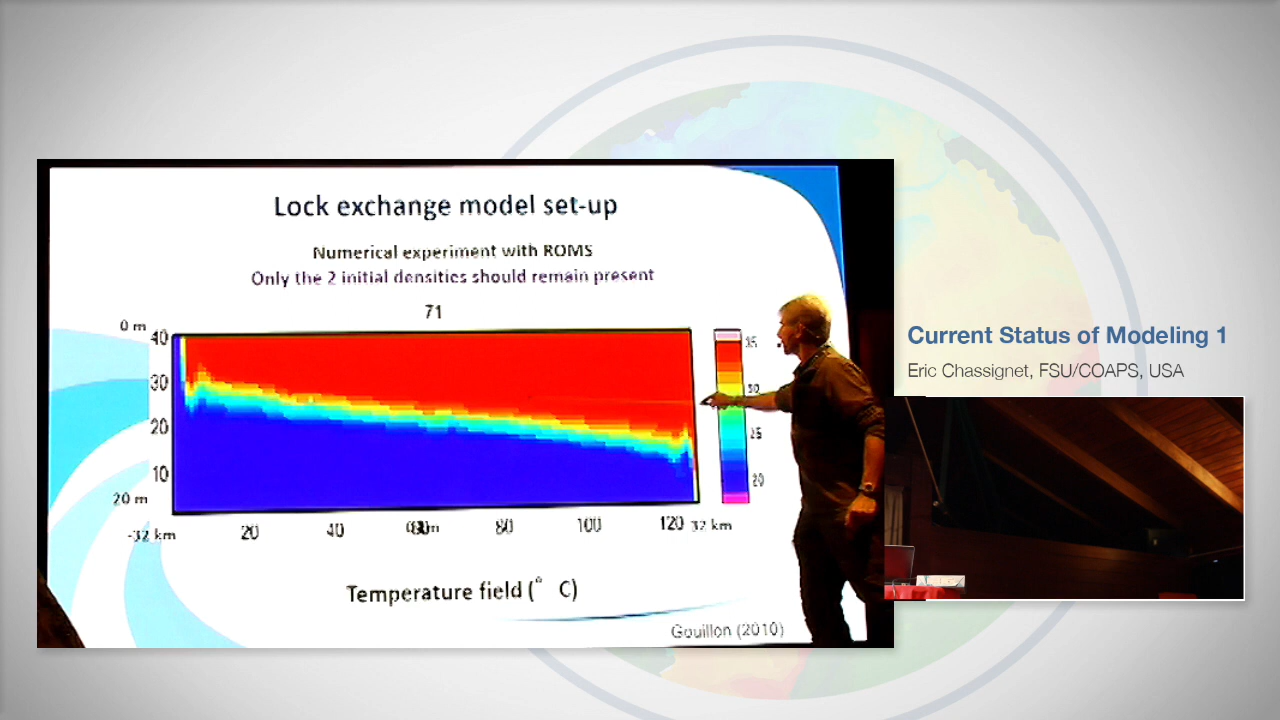 Lock exchange model set-up
Numerical experiment with ROMS
Only the 2 initial densities should remain present
71
0 m
40
30
20
10
20 m
-32 km
20
40
80
100
120
32 km
35
30
25
20
Temperature field (° C)
Gouillon (2010)
Current Status of Modeling 1
Eric Chassignet, FSU/COAPS, USA